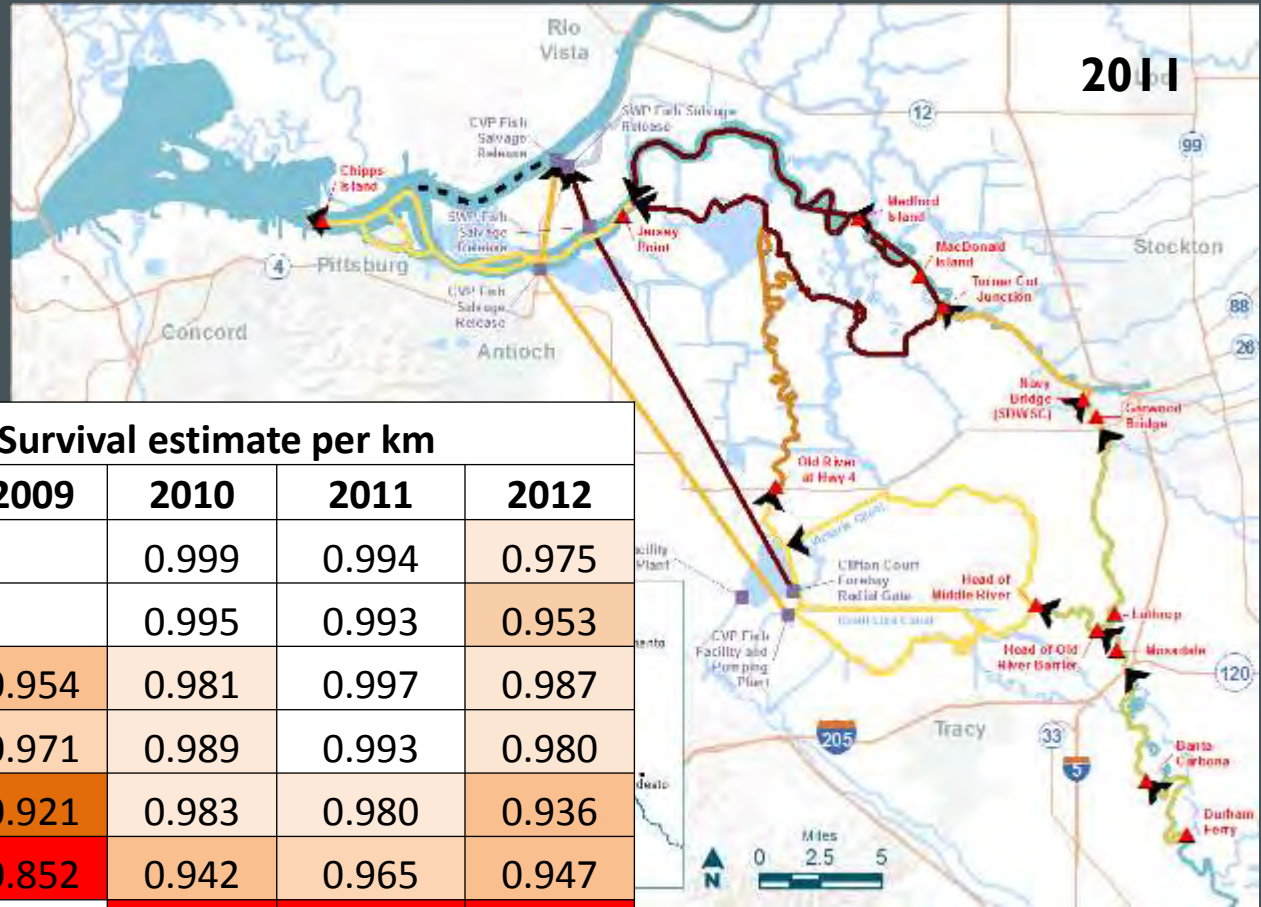 2011
Rio
Vista
12
99
CVP Fish
Salvage
Release
SWP Fish Salvage
Release
Chipps
Island
Medford
Island
SWP Fish
Salvage
Release
Jersey
Point
MacDonald
Island
Stockton
4
Pittsburg
Turner Cut
Junction
CVP Fish
Salvage
Release
88
Concord
Antioch
26
Navy
Bridge
(SDWSC)
Garwood
Bridge
Survival estimate per km
2009 2010 2011 2012
0.999 0.994 0.975
0.995 0.993 0.953
0.954 0.981 0.997 0.987
0.971 0.989 0.993 0.980
0.921 0.983 0.980 0.936
0.852 0.942 0.965 0.947
Old River
at Hwy 4
Victoria Canal
Facility
Plant
Clifton Court
Forebay
Radial Gate
Head of
Middle River
Grant Line Canal
Lathrop
CVP Fish
Facility and
Pumping
Plant
Head of Old
River Barrier
Mossdale
120
205
Tracy
33
5
Banta
Carbona
Durham
Ferry
Miles
0 2.5 5
N